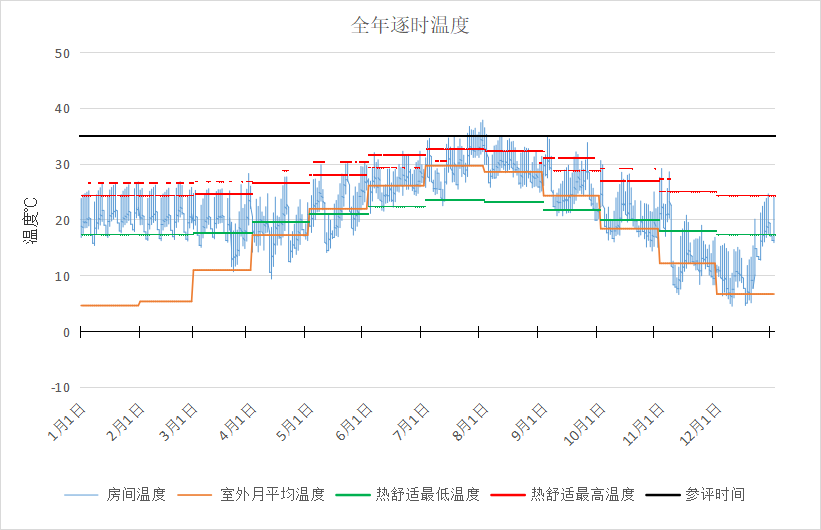 全年逐时温度
50
40
30
20
10
0
-10
温度℃
1月1日
2月1日
3月1日
4月1日
5月1日
6月1日
7月1日
8月1日
9月1日
10月1日
11月1日
12月1日
房间温度 室外月平均温度 热舒适最低温度 热舒适最高温度 参评时间